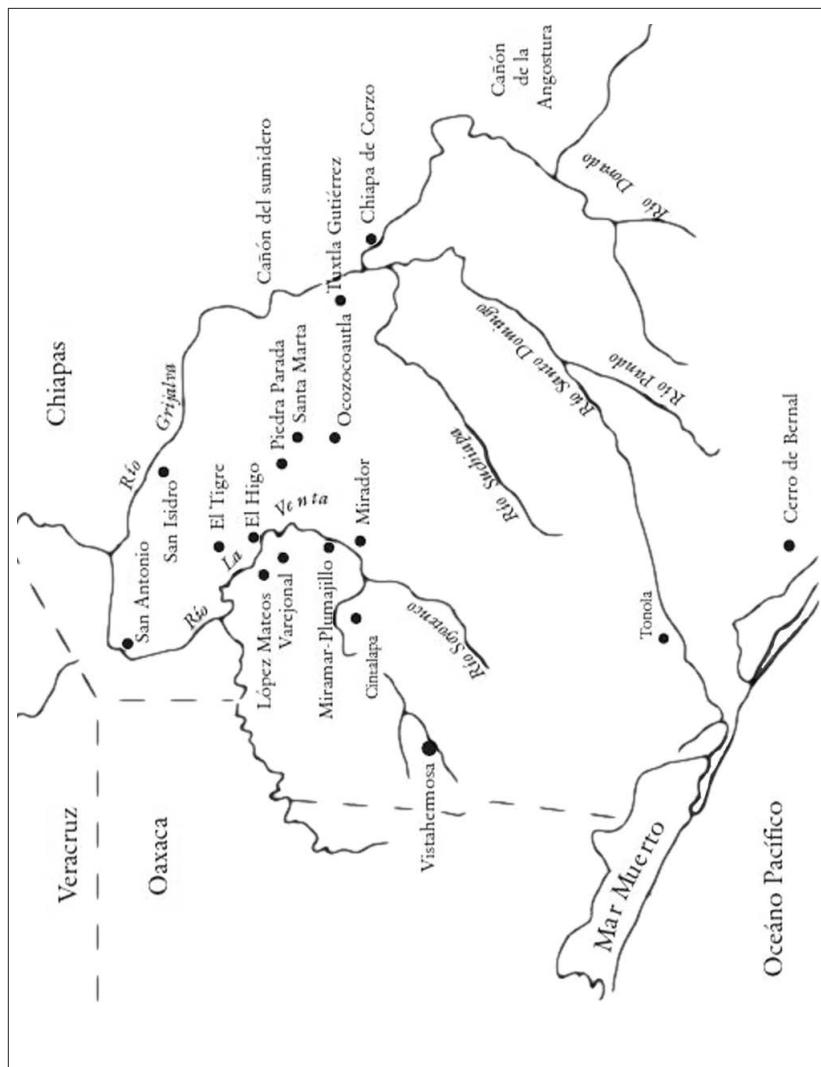 Veracruz
Oaxaca
Chiapas
San Antonio
Río Grijalva
San Isidro
Río La Venta
El Tigre
El Higo
López Mateos
Varejonal
Piedra Parada
Santa Marta
Cañón del sumidero
Miramar-Plumajillo
Mirador
Ocozocoautla
Tuxtla Gutiérrez
Cintalapa
Chiapa de Corzo
Vistahermosa
Río Soyatenco
Río Suchiapa
Río Santo Domingo
Río Pando
Río Dorado
Cañón
de la
Angostura
Tonola
Mar Muerto
Cerro de Bernal
Oceáno Pacífico